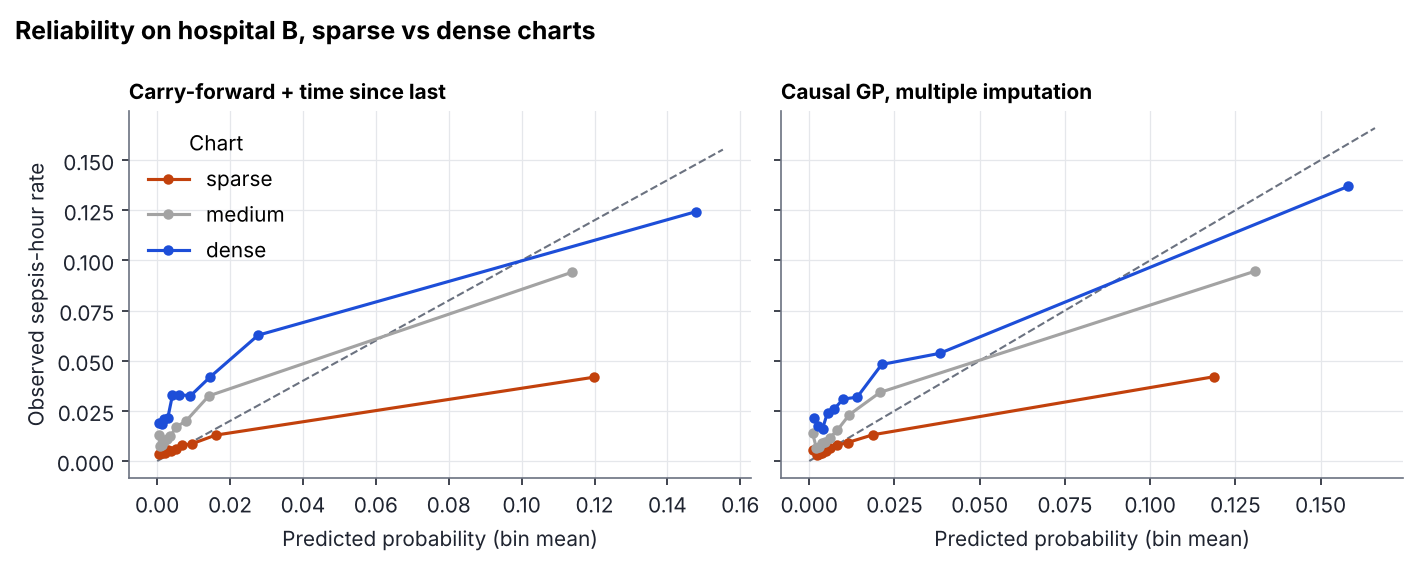 Reliability on hospital B, sparse vs dense charts
Carry-forward + time since last
Causal GP, multiple imputation
Chart
sparse
medium
dense
Observed sepsis-hour rate
0.150
0.125
0.100
0.075
0.050
0.025
0.000
0.00 0.02 0.04 0.06 0.08 0.10 0.12 0.14 0.16
0.000 0.025 0.050 0.075 0.100 0.125 0.150
Predicted probability (bin mean)
Predicted probability (bin mean)